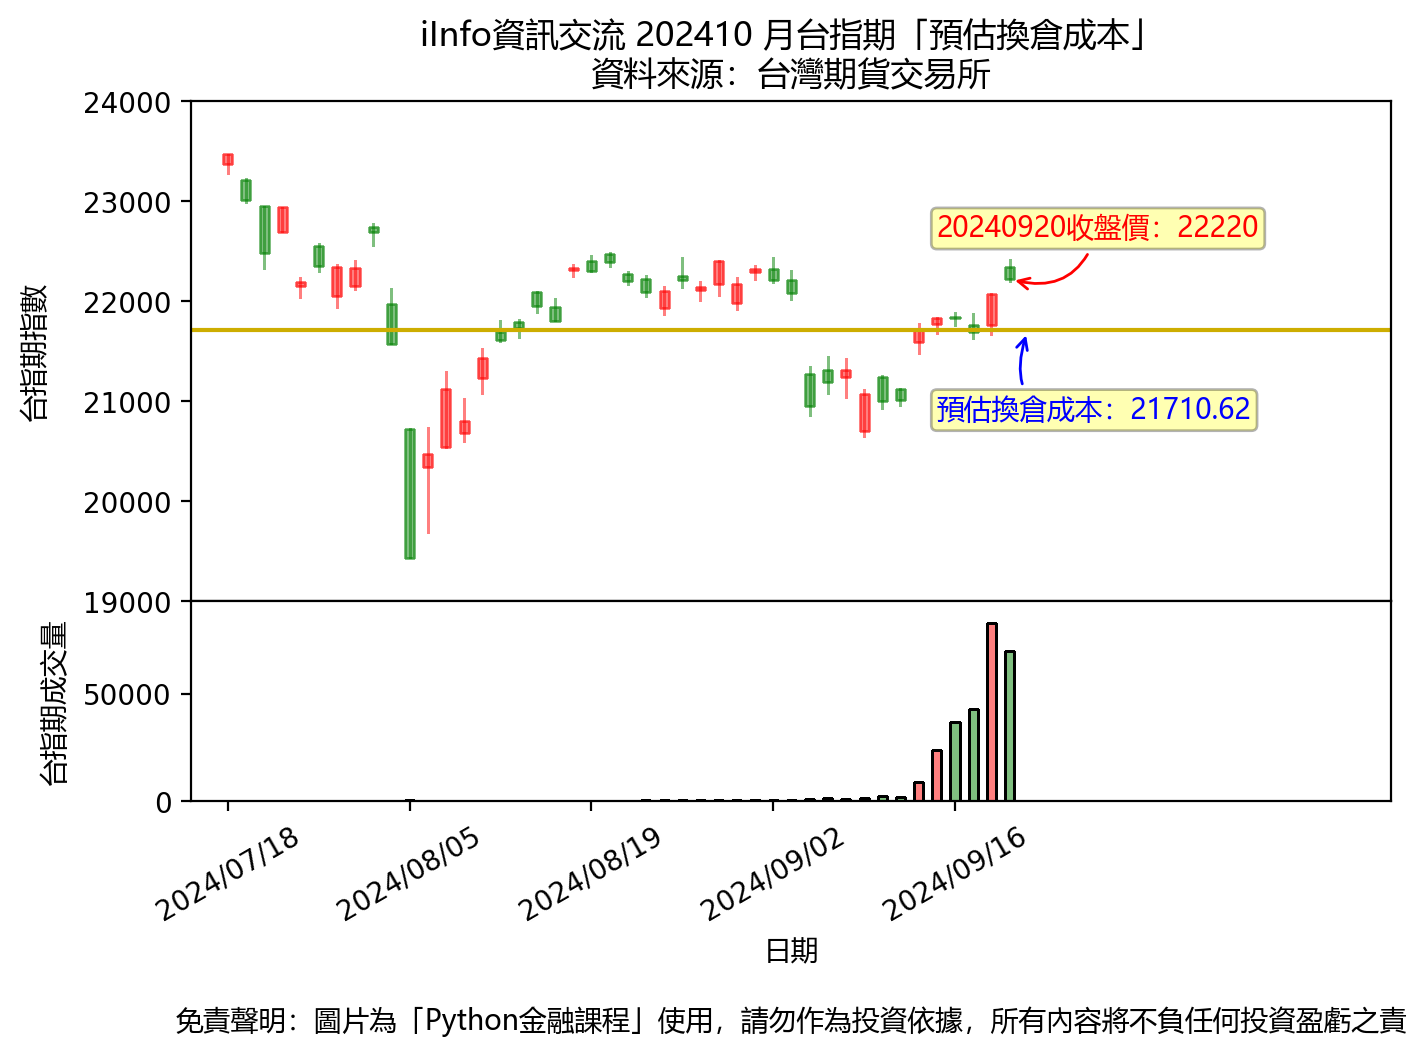 iInfo資訊交流 202410 月台指期「預估換倉成本」
資料來源：台灣期貨交易所
24000
23000
22000
21000
20000
19000
台指期指數
20240920收盤價：22220
預估換倉成本：21710.62
50000
0
台指期成交量
2024/07/18
2024/08/05
2024/08/19
2024/09/02
2024/09/16
日期
免責聲明：圖片為「Python金融課程」使用，請勿作為投資依據，所有內容將不負任何投資盈虧之責